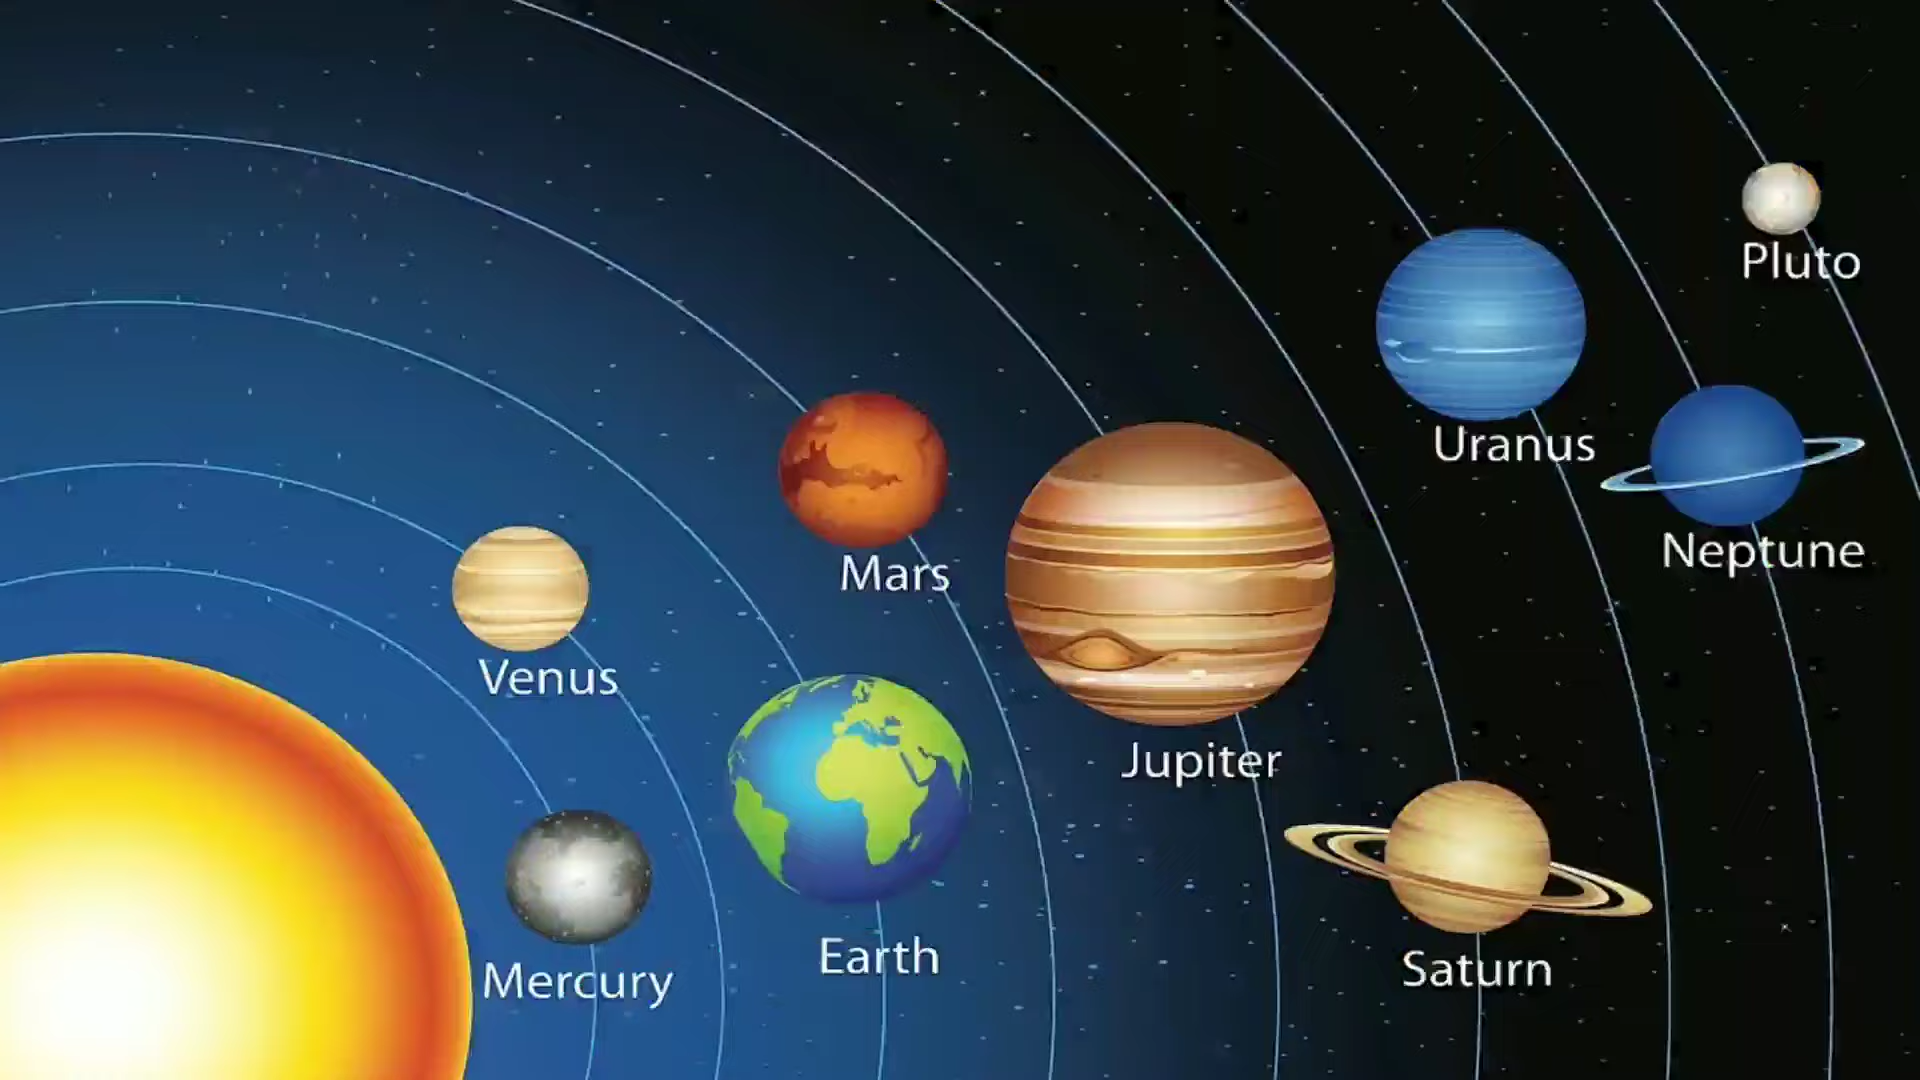 Pluto
Uranus
Neptune
Mars
Venus
Jupiter
Earth
Saturn
Mercury